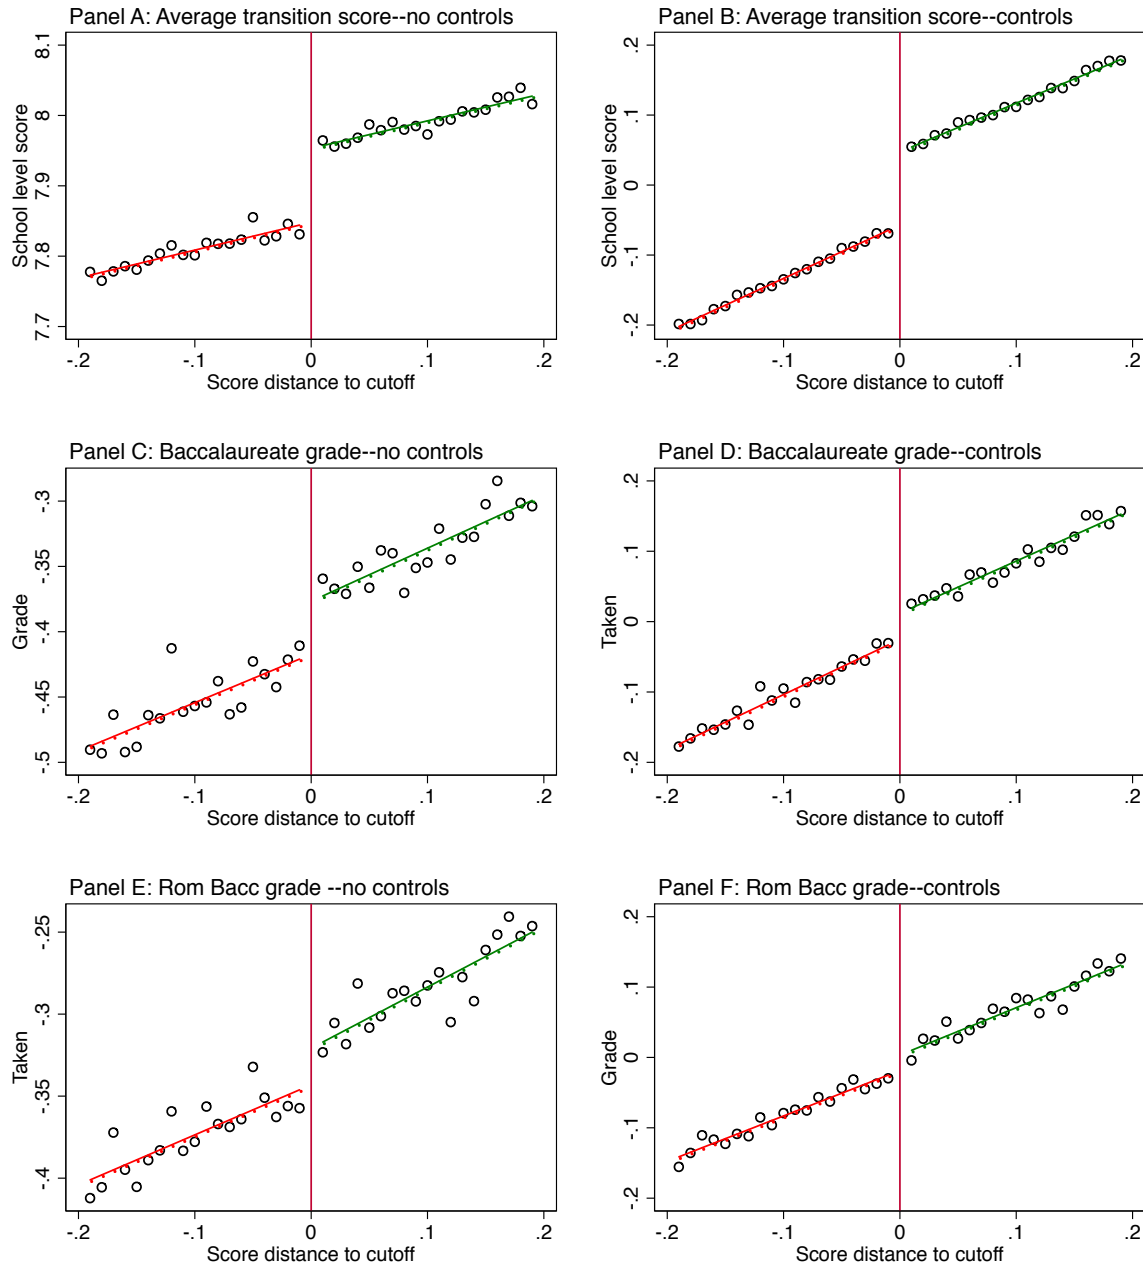 Panel A: Average transition score--no controls
School level score
8.1
8
7.9
7.8
7.7
-.2 -.1 0 .1 .2
Score distance to cutoff
Panel B: Average transition score--controls
School level score
.2
.1
0
-.1
-.2
-.2 -.1 0 .1 .2
Score distance to cutoff
Panel C: Baccalaureate grade--no controls
Grade
-.3
-.35
-.4
-.45
-.5
-.2 -.1 0 .1 .2
Score distance to cutoff
Panel D: Baccalaureate grade--controls
Taken
.2
.1
0
-.1
-.2
-.2 -.1 0 .1 .2
Score distance to cutoff
Panel E: Rom Bacc grade --no controls
Taken
-.25
-.3
-.35
-.4
-.2 -.1 0 .1 .2
Score distance to cutoff
Panel F: Rom Bacc grade--controls
Grade
.2
.1
0
-.1
-.2
-.2 -.1 0 .1 .2
Score distance to cutoff